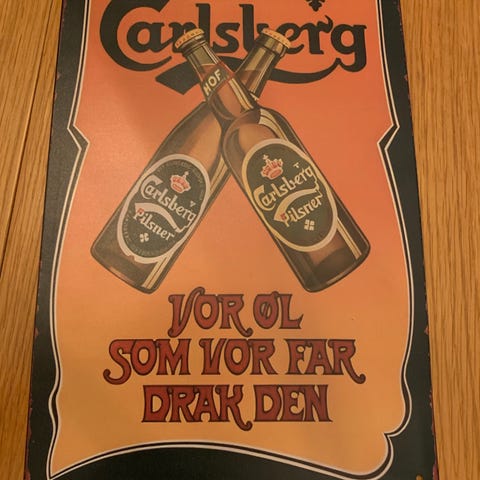 Carlsberg
HOF
Carlsberg
Pilsner
Carlsberg
Pilsner
VOR ØL
SOM VOR FAR
DRAK DEN